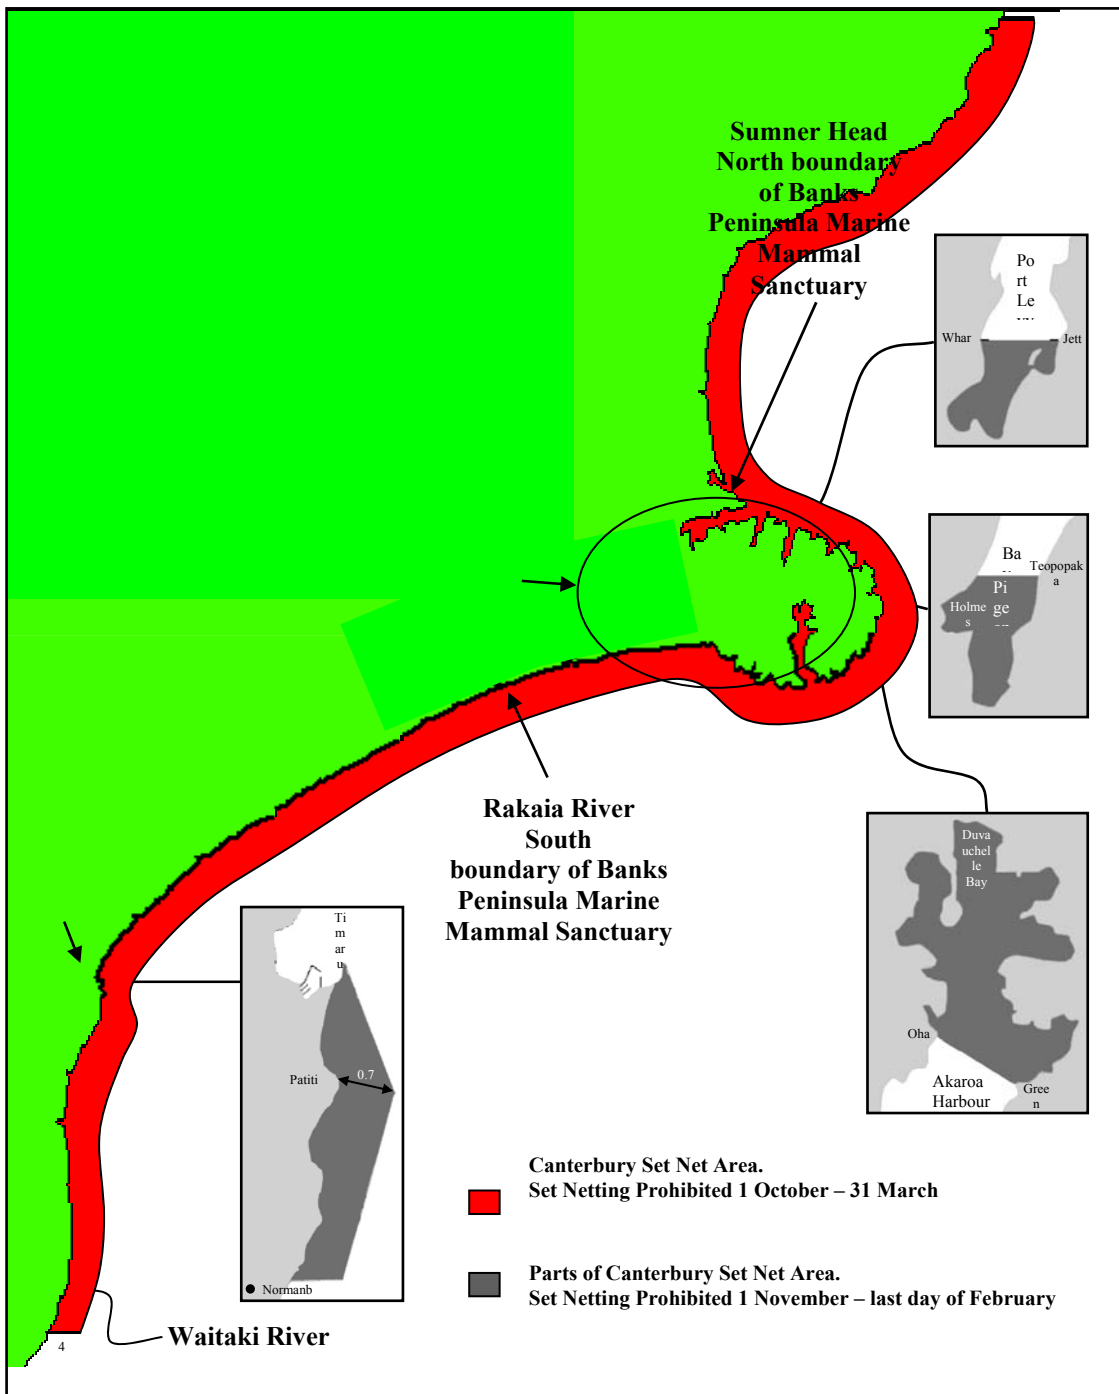 Sumner Head
North boundary
of Banks
Peninsula Marine
Mammal
Sanctuary
Po
rt
Le
Whar
Jett
Ba
Teopopak
a
Pi
ge
Holme
s
Rakaia River
South
boundary of Banks
Peninsula Marine
Mammal Sanctuary
Duva
uchel
le
Bay
Oha
Akaroa
Harbour
Gree
n
Ti
m
ar
u
Patiti
0.7
Normanb
Canterbury Set Net Area.
Set Netting Prohibited 1 October – 31 March
Parts of Canterbury Set Net Area.
Set Netting Prohibited 1 November – last day of February
Waitaki River
4